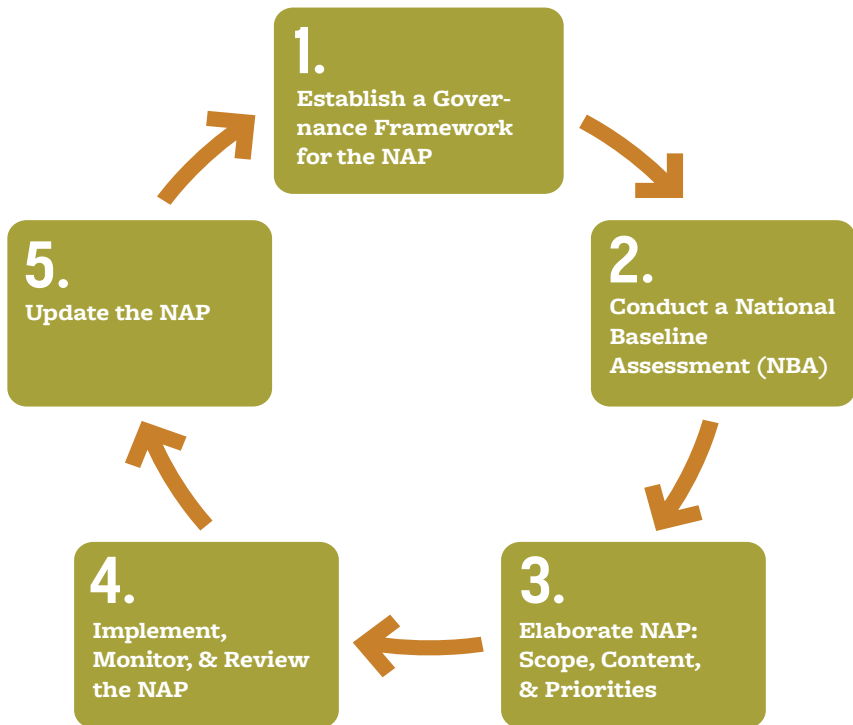 1.
Establish a Gover-
nance Framework
for the NAP
2.
Conduct a National
Baseline
Assessment (NBA)
3.
Elaborate NAP:
Scope, Content,
& Priorities
4.
Implement,
Monitor, & Review
the NAP
5.
Update the NAP